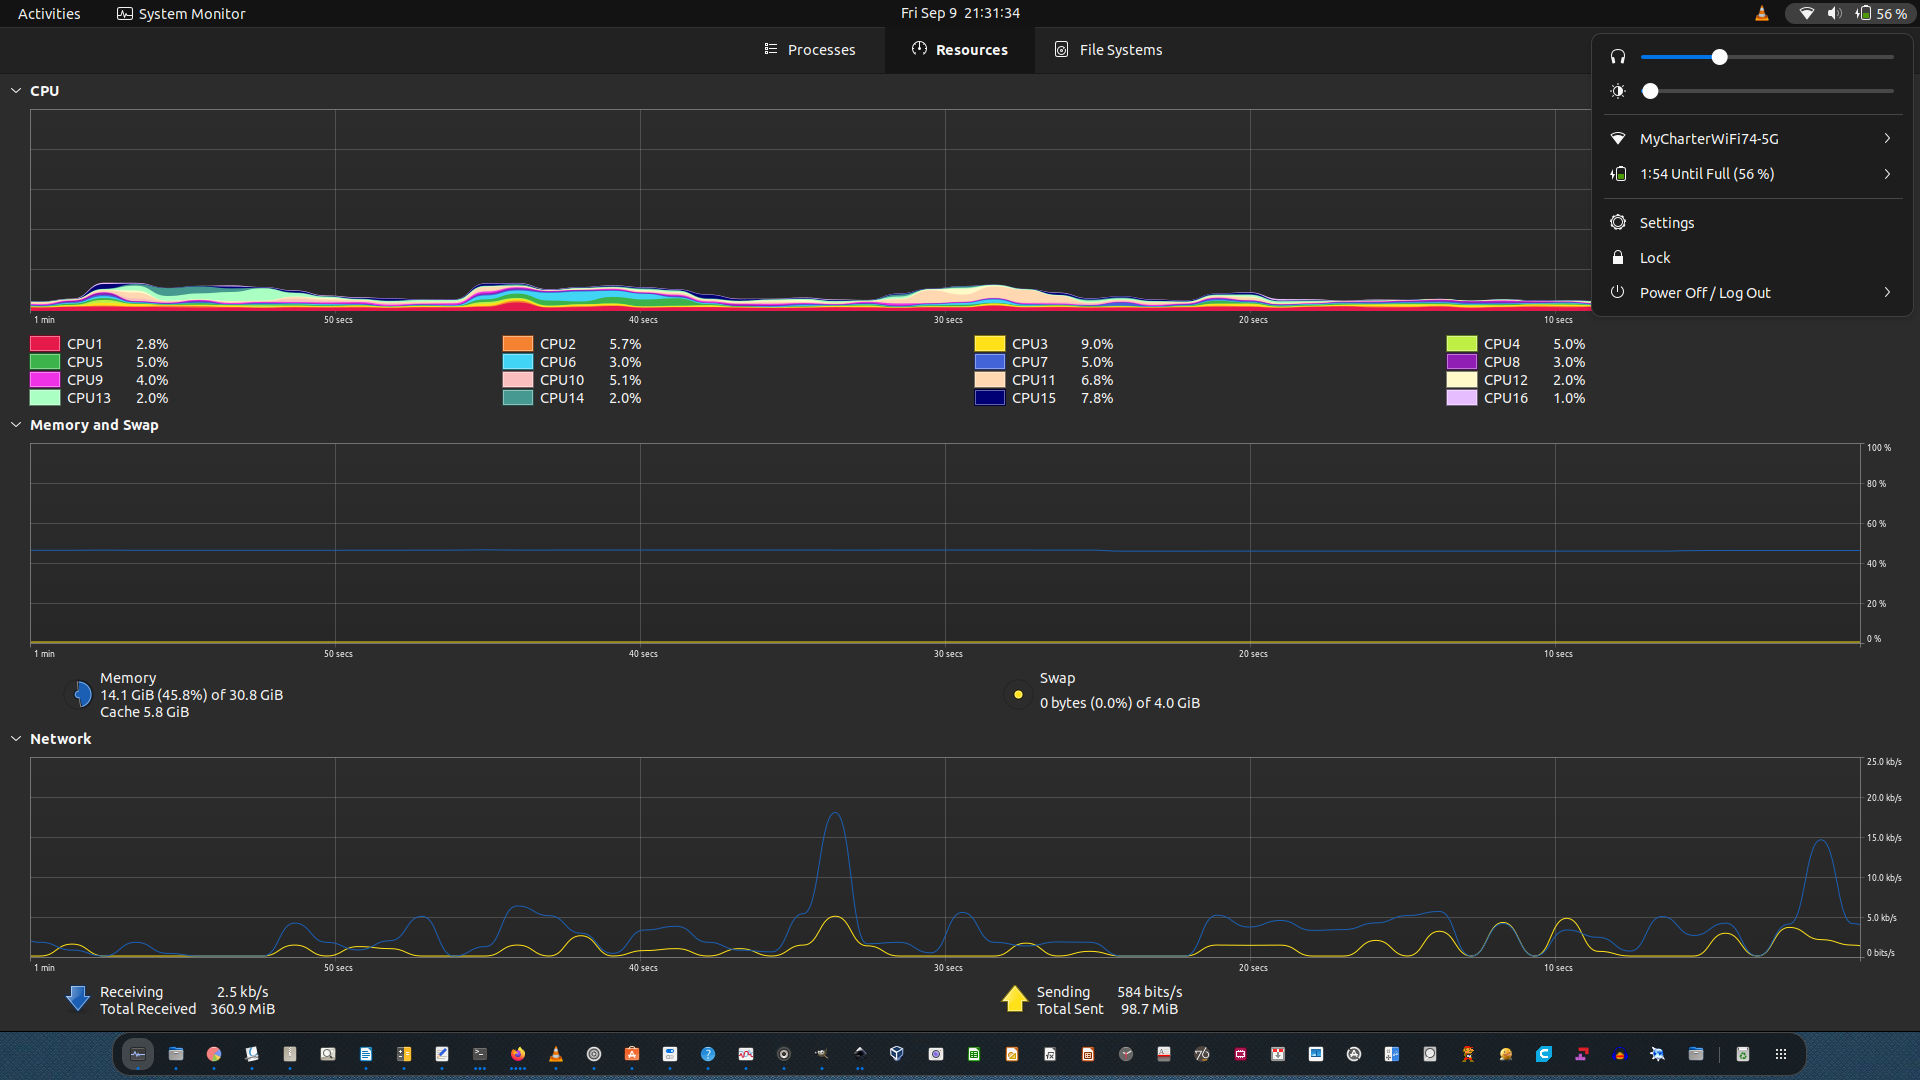 Activities
System Monitor
Fri Sep 9 21:31:34
56 %
Processes
Resources
File Systems
MyCharterWiFi74-5G
1:54 Until Full (56 %)
Settings
Lock
Power Off / Log Out
CPU
1 min
50 secs
40 secs
30 secs
20 secs
10 secs
CPU1 2.8%
CPU2 5.7%
CPU3 9.0%
CPU4 5.0%
CPU5 5.0%
CPU6 3.0%
CPU7 5.0%
CPU8 3.0%
CPU9 4.0%
CPU10 5.1%
CPU11 6.8%
CPU12 2.0%
CPU13 2.0%
CPU14 2.0%
CPU15 7.8%
CPU16 1.0%
Memory and Swap
100 %
80 %
60 %
40 %
20 %
0 %
1 min
50 secs
40 secs
30 secs
20 secs
10 secs
Memory
14.1 GiB (45.8%) of 30.8 GiB
Cache 5.8 GiB
Swap
0 bytes (0.0%) of 4.0 GiB
Network
25.0 kb/s
20.0 kb/s
15.0 kb/s
10.0 kb/s
5.0 kb/s
0 bits/s
1 min
50 secs
40 secs
30 secs
20 secs
10 secs
Receiving 2.5 kb/s
Total Received 360.9 MiB
Sending 584 bits/s
Total Sent 98.7 MiB
76